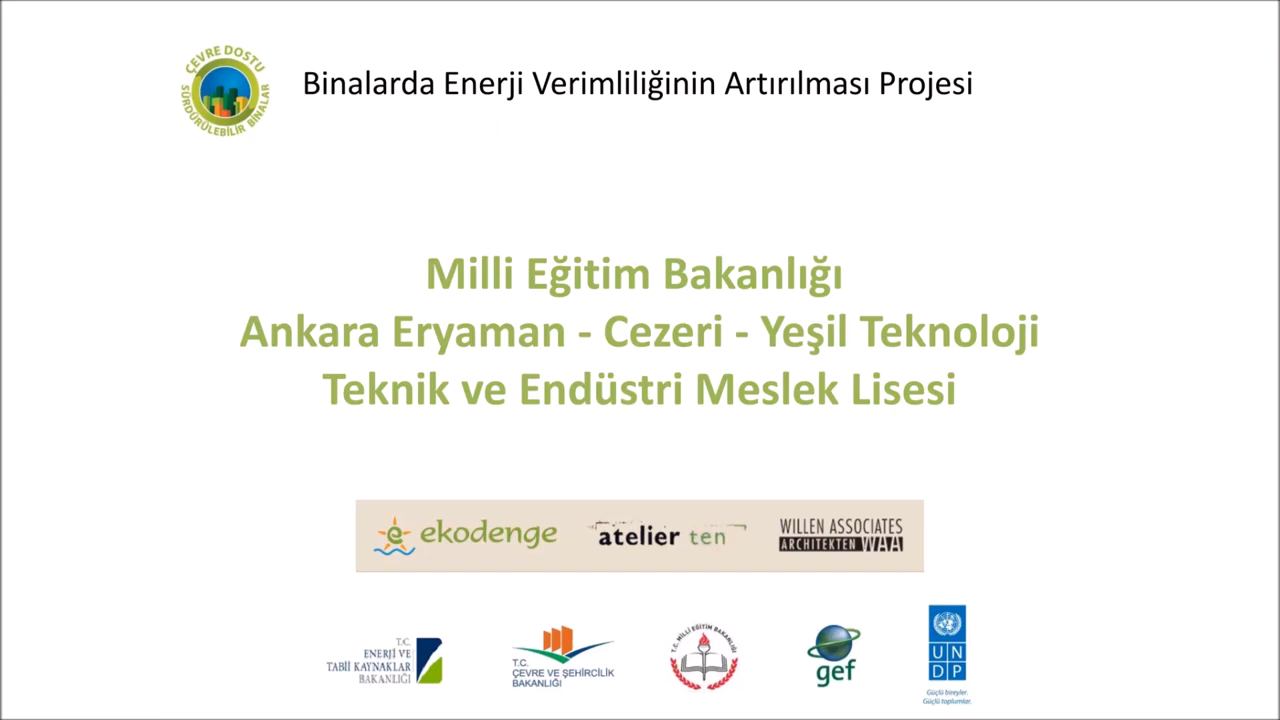 ÇEVRE DOSTU
SÜRDÜRÜLEBİLİR BİNALAR
Binalarda Enerji Verimliliğinin Artırılması Projesi
Milli Eğitim Bakanlığı
Ankara Eryaman - Cezeri - Yeşil Teknoloji
Teknik ve Endüstri Meslek Lisesi
e ekodenge
atelier ten
WILLEN ASSOCIATES
ARCHITEKTEN WAA
T.C.
ENERJİ VE
TABİİ KAYNAKLAR
BAKANLIĞI
T.C.
ÇEVRE VE ŞEHİRCİLİK
BAKANLIĞI
T.C. MİLLİ EĞİTİM BAKANLIĞI
gef
U N
D P
Güçlü bireyler.
Güçlü toplumlar.